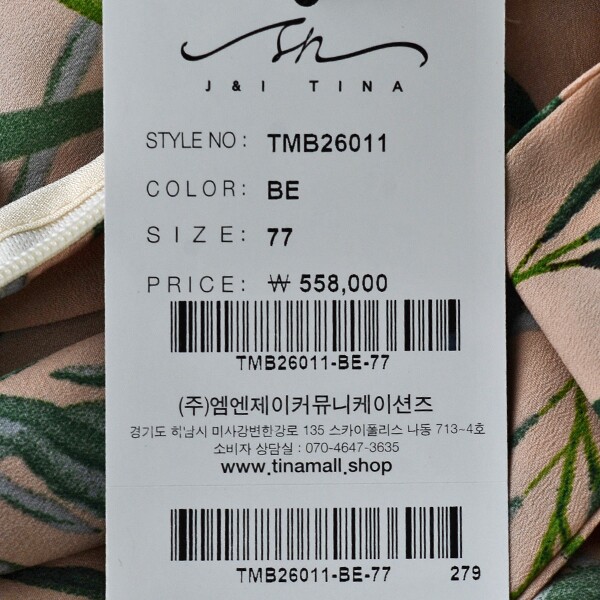 J & I TINA
STYLE NO : TMB26011
COLOR: BE
SIZE: 77
PRICE: ₩ 558,000
TMB26011-BE-77
(주)엠엔제이커뮤니케이션즈
경기도 하남시 미사강변한강로 135 스카이폴리스 나동 713-4호
소비자 상담실 : 070-4647-3635
www.tinamall.shop
TMB26011-BE-77 279